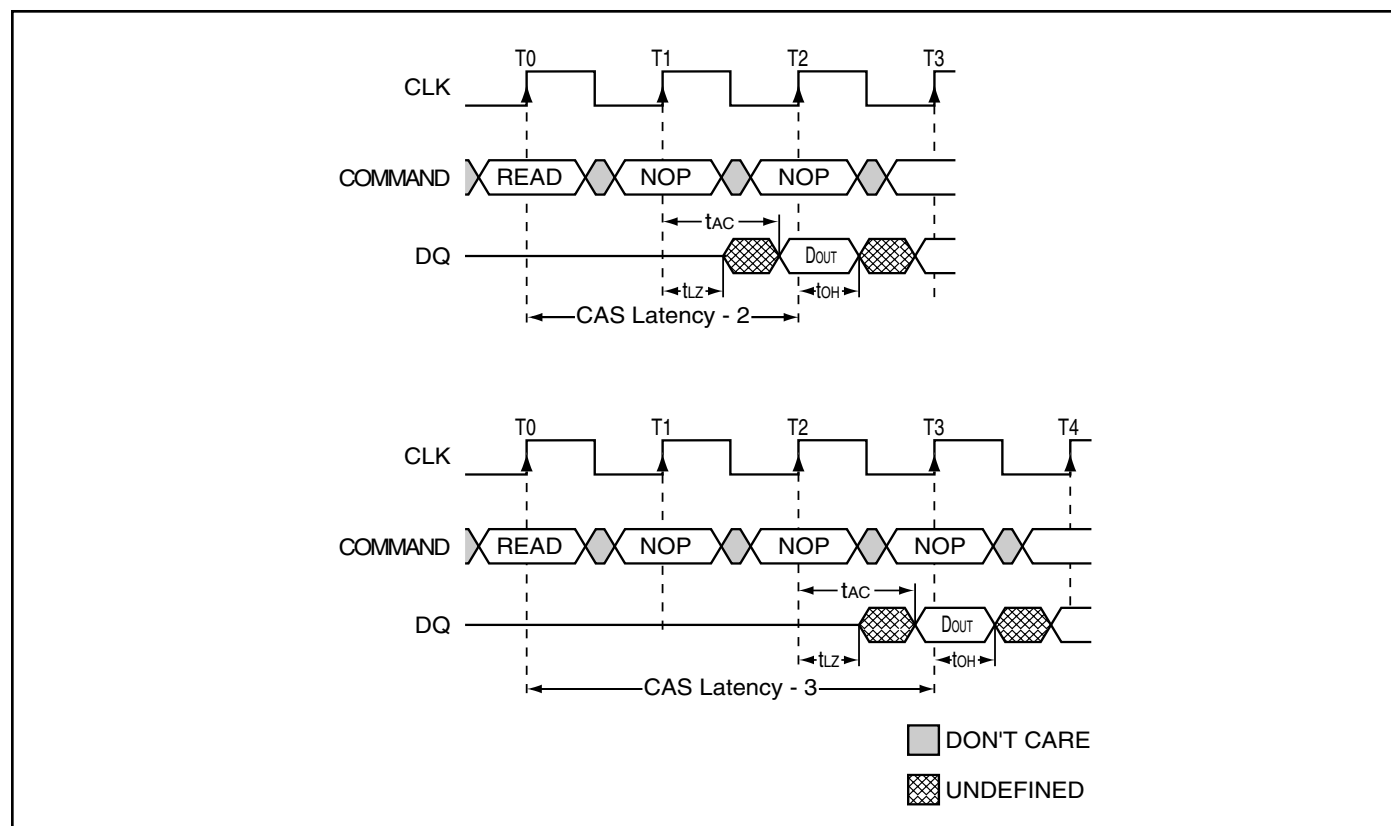 T0 T1 T2 T3
CLK
COMMAND READ NOP NOP
tAC
DQ DOUT
tLZ tOH
CAS Latency - 2
T0 T1 T2 T3 T4
CLK
COMMAND READ NOP NOP NOP
tAC
DQ DOUT
tLZ tOH
CAS Latency - 3
DON'T CARE
UNDEFINED